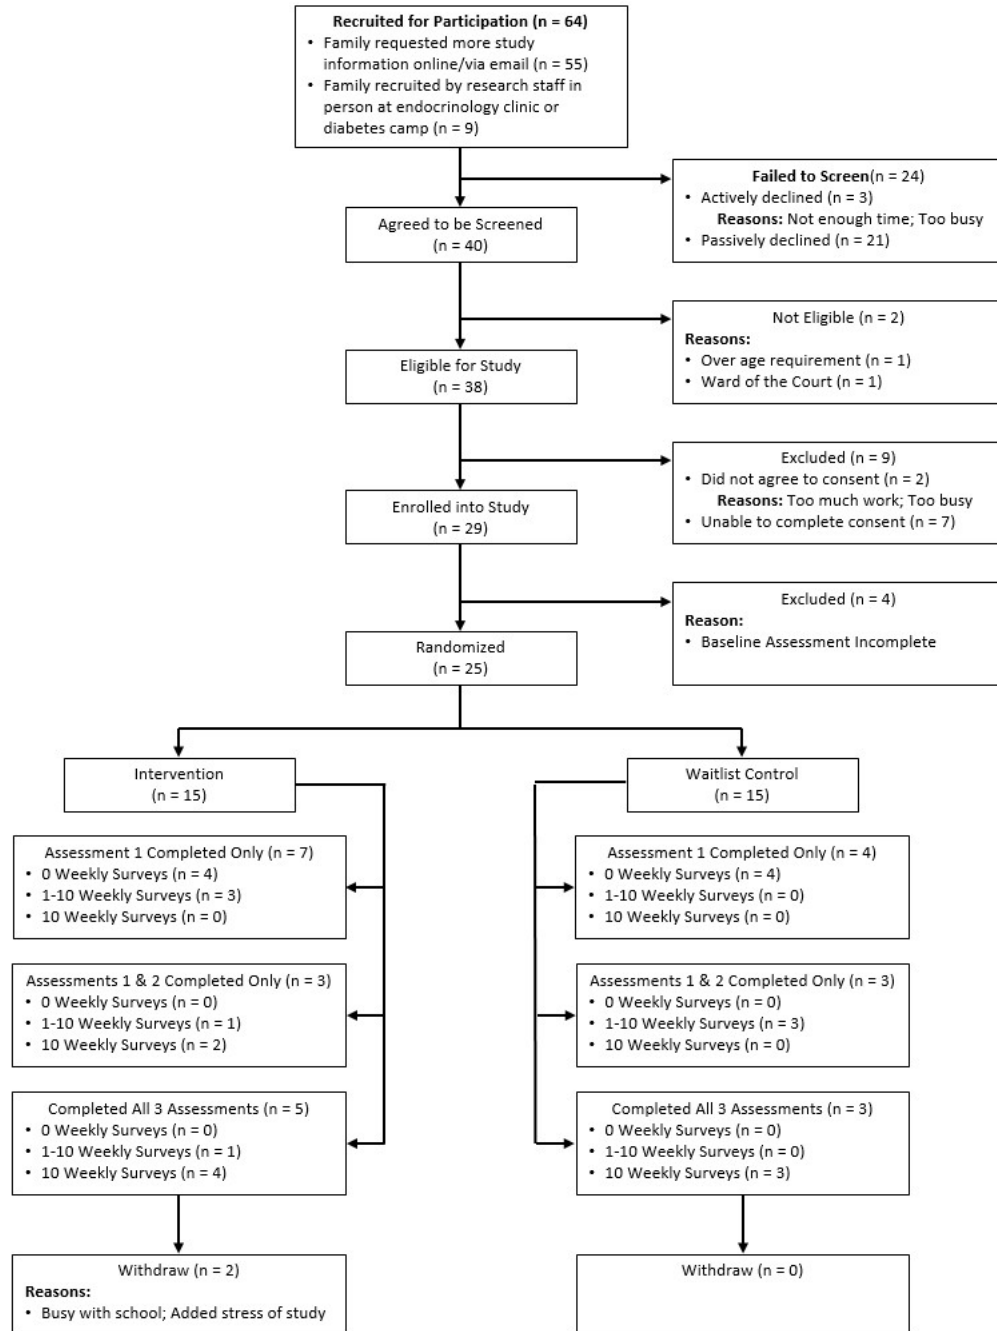 Recruited for Participation (n = 64)
• Family requested more study
information online/via email (n = 55)
• Family recruited by research staff in
person at endocrinology clinic or
diabetes camp (n = 9)
Failed to Screen(n = 24)
• Actively declined (n = 3)
Reasons: Not enough time; Too busy
• Passively declined (n = 21)
Agreed to be Screened
(n = 40)
Not Eligible (n = 2)
Reasons:
• Over age requirement (n = 1)
• Ward of the Court (n = 1)
Eligible for Study
(n = 38)
Excluded (n = 9)
• Did not agree to consent (n = 2)
Reasons: Too much work; Too busy
• Unable to complete consent (n = 7)
Enrolled into Study
(n = 29)
Excluded (n = 4)
Reason:
• Baseline Assessment Incomplete
Randomized
(n = 25)
Intervention
(n = 15)
Waitlist Control
(n = 15)
Assessment 1 Completed Only (n = 7)
• 0 Weekly Surveys (n = 4)
• 1-10 Weekly Surveys (n = 3)
• 10 Weekly Surveys (n = 0)
Assessment 1 Completed Only (n = 4)
• 0 Weekly Surveys (n = 4)
• 1-10 Weekly Surveys (n = 0)
• 10 Weekly Surveys (n = 0)
Assessments 1 & 2 Completed Only (n = 3)
• 0 Weekly Surveys (n = 0)
• 1-10 Weekly Surveys (n = 1)
• 10 Weekly Surveys (n = 2)
Assessments 1 & 2 Completed Only (n = 3)
• 0 Weekly Surveys (n = 0)
• 1-10 Weekly Surveys (n = 3)
• 10 Weekly Surveys (n = 0)
Completed All 3 Assessments (n = 5)
• 0 Weekly Surveys (n = 0)
• 1-10 Weekly Surveys (n = 1)
• 10 Weekly Surveys (n = 4)
Completed All 3 Assessments (n = 3)
• 0 Weekly Surveys (n = 0)
• 1-10 Weekly Surveys (n = 0)
• 10 Weekly Surveys (n = 3)
Withdraw (n = 2)
Reasons:
• Busy with school; Added stress of study
Withdraw (n = 0)